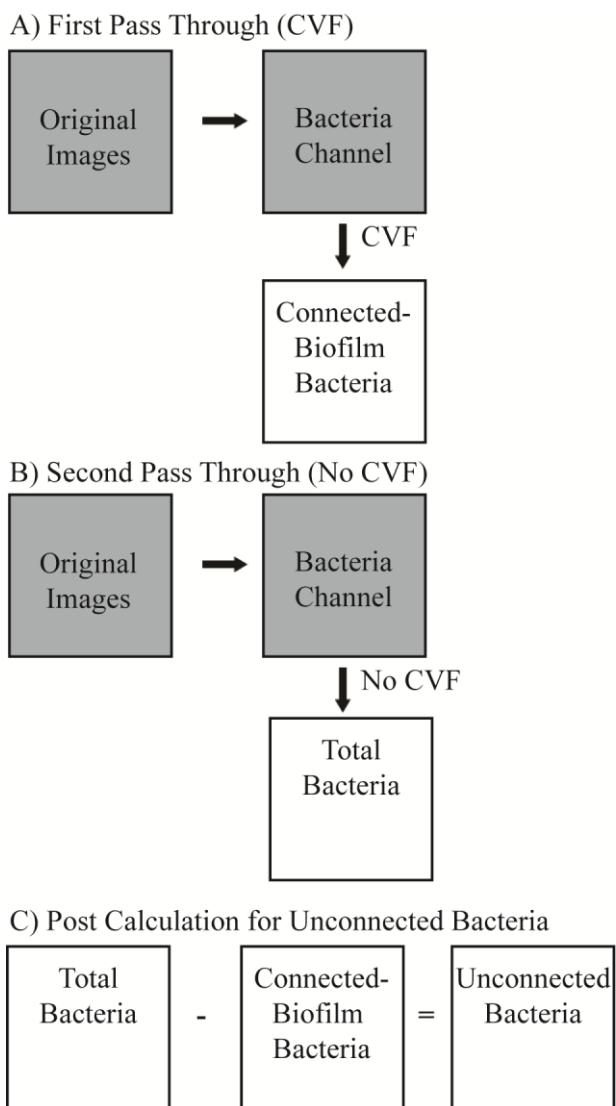 A) First Pass Through (CVF)
Original
Images
Bacteria
Channel
CVF
Connected-
Biofilm
Bacteria
B) Second Pass Through (No CVF)
Original
Images
Bacteria
Channel
No CVF
Total
Bacteria
C) Post Calculation for Unconnected Bacteria
Total
Bacteria
-
Connected-
Biofilm
Bacteria
=
Unconnected
Bacteria